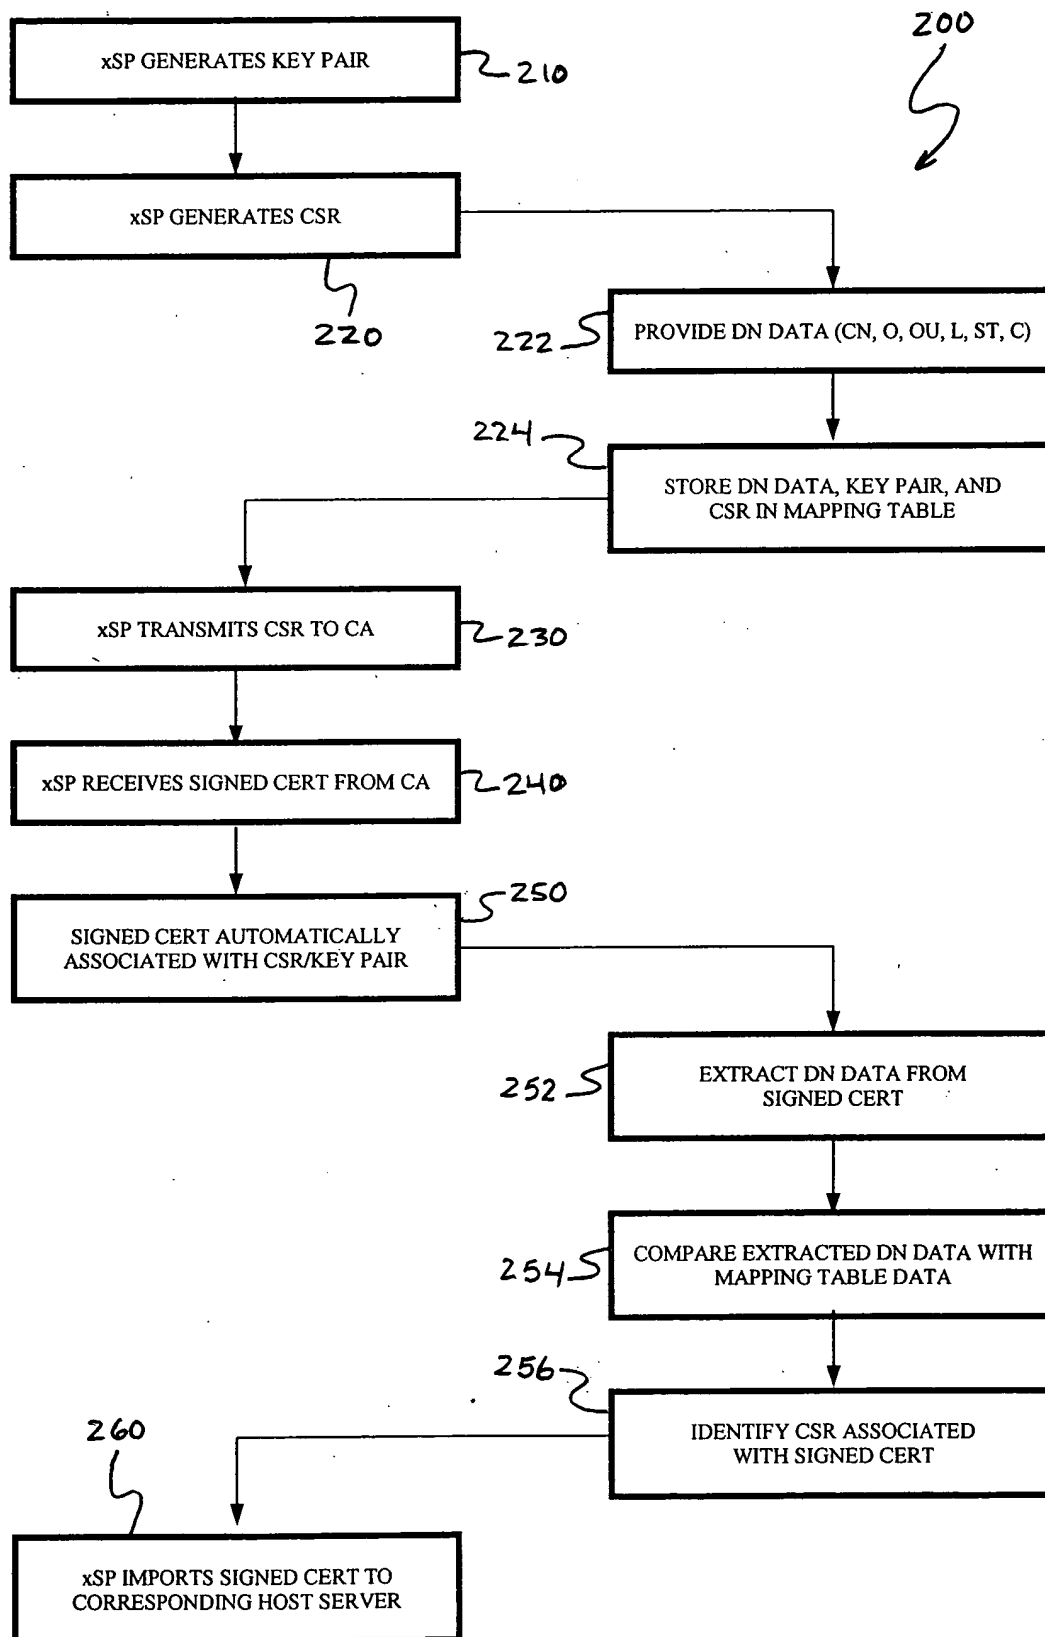 200
xSP GENERATES KEY PAIR
210
xSP GENERATES CSR
220
222
PROVIDE DN DATA (CN, O, OU, L, ST, C)
224
STORE DN DATA, KEY PAIR, AND
CSR IN MAPPING TABLE
xSP TRANSMITS CSR TO CA
230
xSP RECEIVES SIGNED CERT FROM CA
240
250
SIGNED CERT AUTOMATICALLY
ASSOCIATED WITH CSR/KEY PAIR
252
EXTRACT DN DATA FROM
SIGNED CERT
254
COMPARE EXTRACTED DN DATA WITH
MAPPING TABLE DATA
256
IDENTIFY CSR ASSOCIATED
WITH SIGNED CERT
260
xSP IMPORTS SIGNED CERT TO
CORRESPONDING HOST SERVER